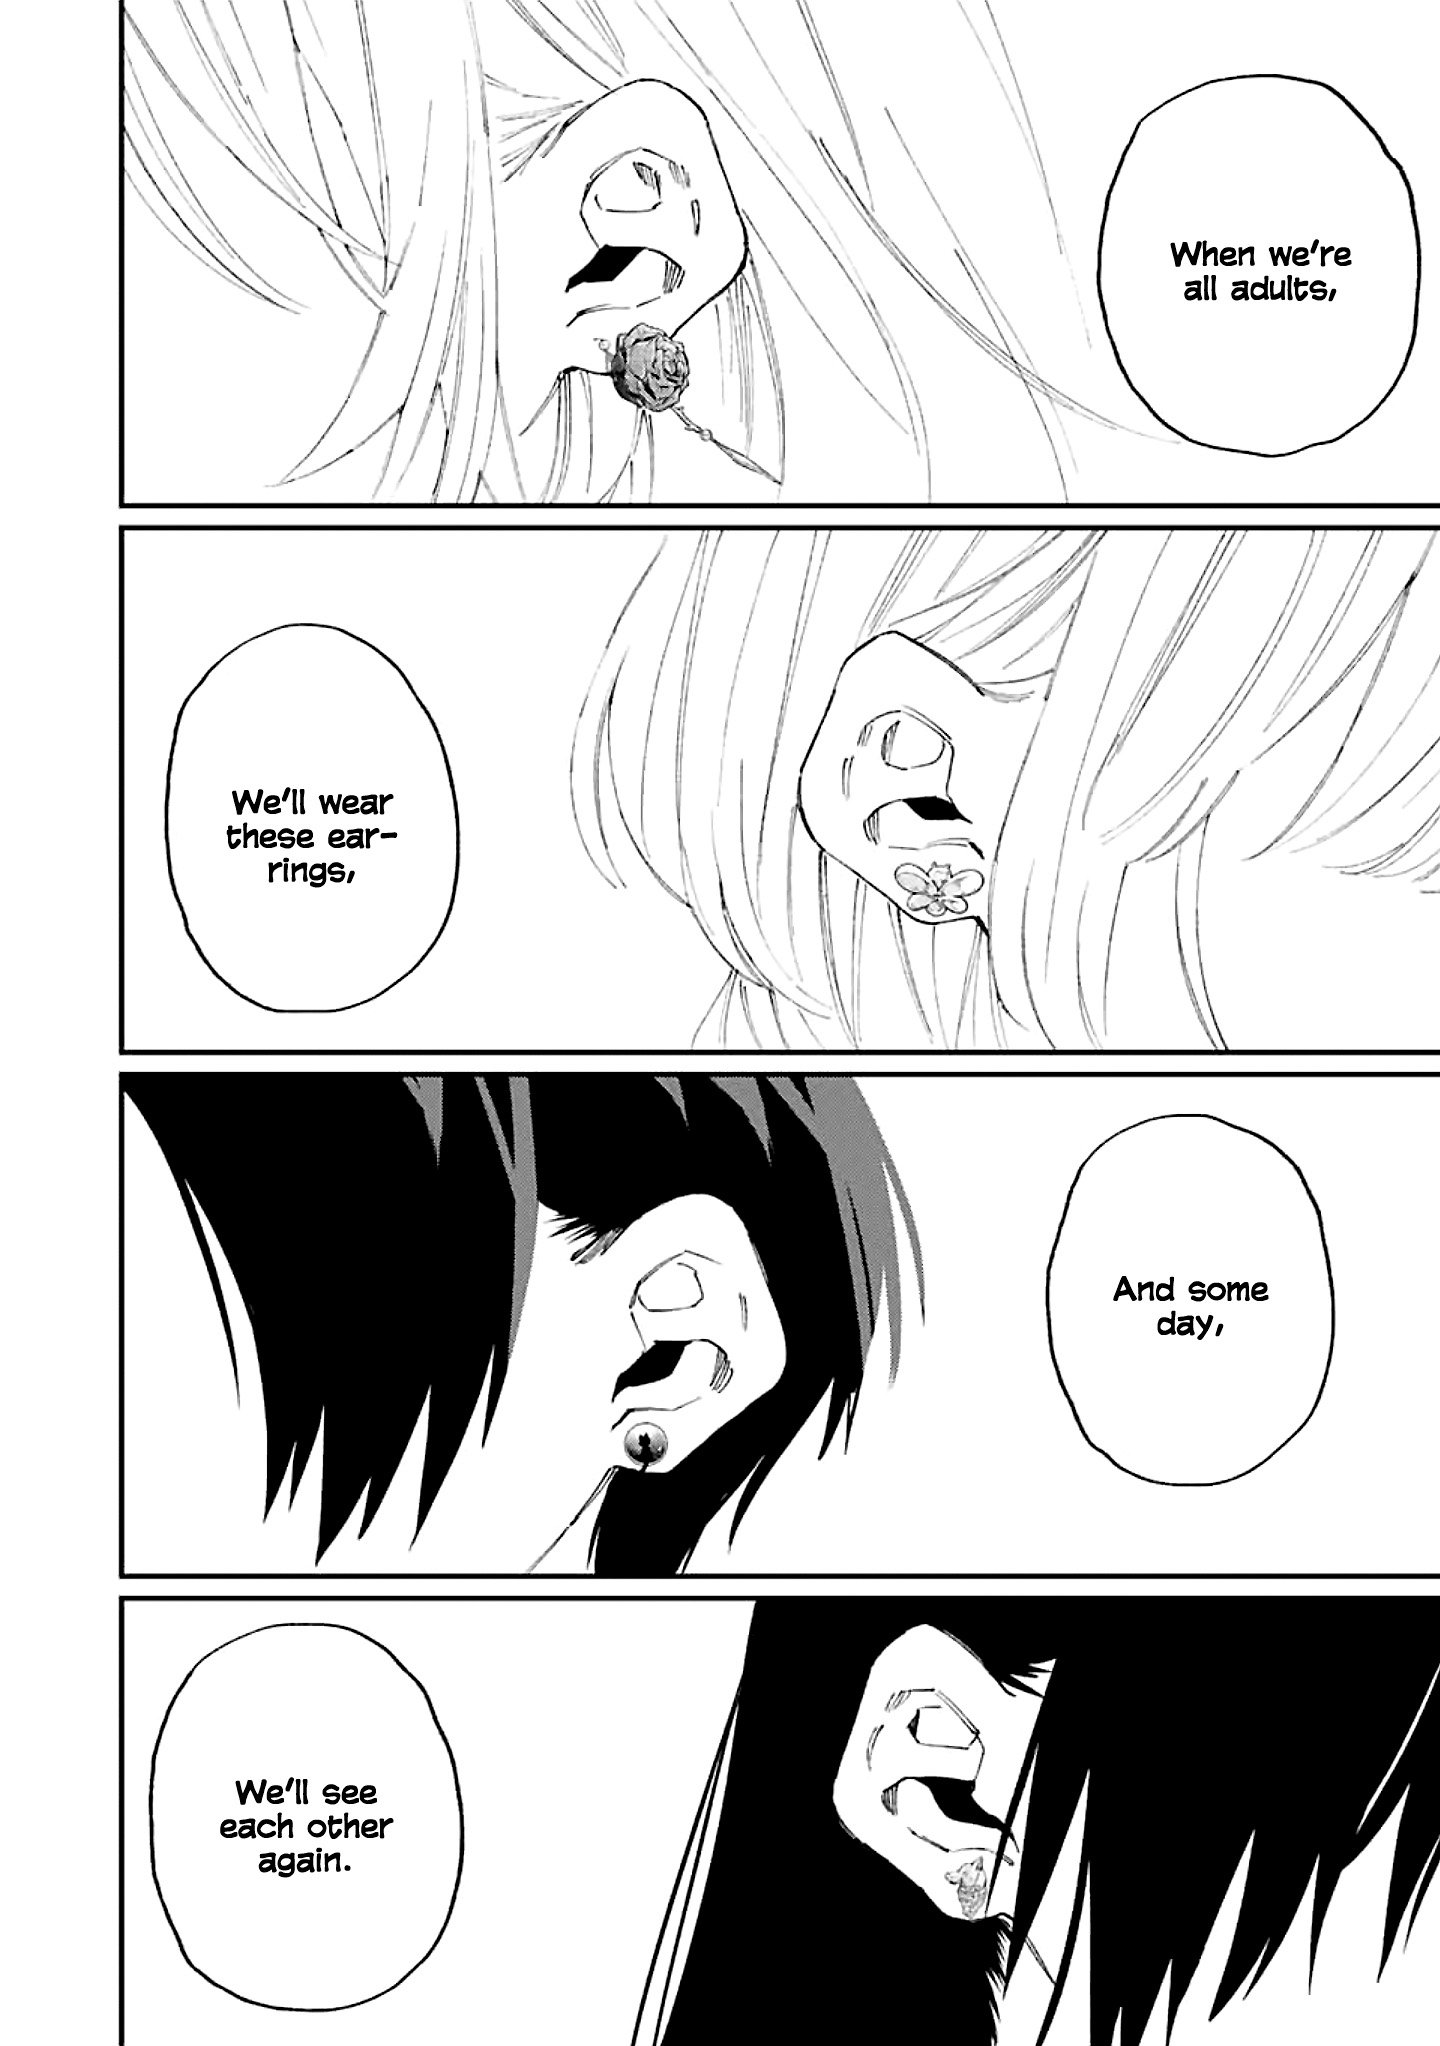 When we're
all adults,
We'll wear
these ear-
rings,
And some
day,
We'll see
each other
again.